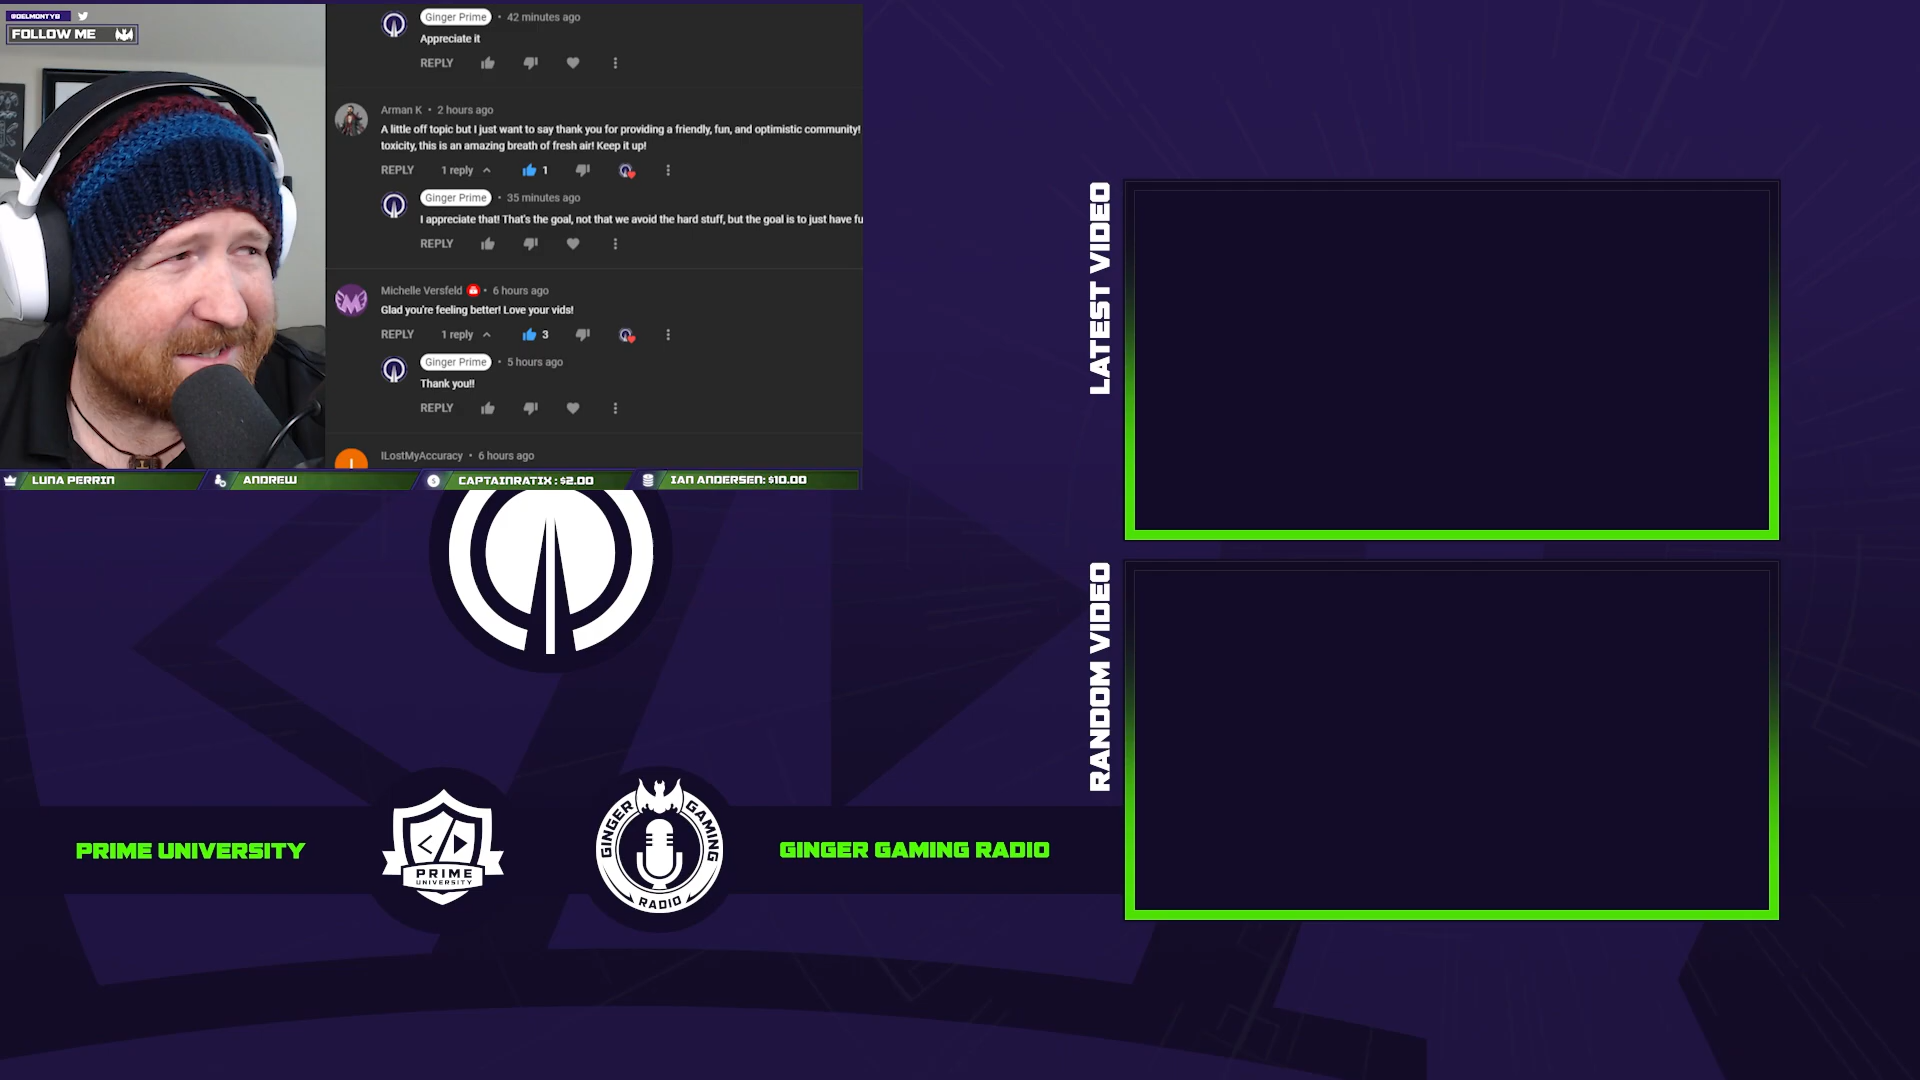 @DELMONTYB
FOLLOW ME
Ginger Prime • 42 minutes ago
Appreciate it
REPLY
Arman K • 2 hours ago
A little off topic but I just want to say thank you for providing a friendly, fun, and optimistic community!
toxicity, this is an amazing breath of fresh air! Keep it up!
REPLY 1 reply 1
Ginger Prime • 35 minutes ago
I appreciate that! That's the goal, not that we avoid the hard stuff, but the goal is to just have fu
REPLY
Michelle Versfeld • 6 hours ago
Glad you're feeling better! Love your vids!
REPLY 1 reply 3
Ginger Prime • 5 hours ago
Thank you!!
REPLY
ILostMyAccuracy • 6 hours ago
LUNA PERRIN
ANDREW
CAPTAINRATIX: $2.00
IAN ANDERSEN: $10.00
LATEST VIDEO
RANDOM VIDEO
PRIME UNIVERSITY
PRIME
UNIVERSITY
GINGER GAMING
RADIO
GINGER GAMING RADIO